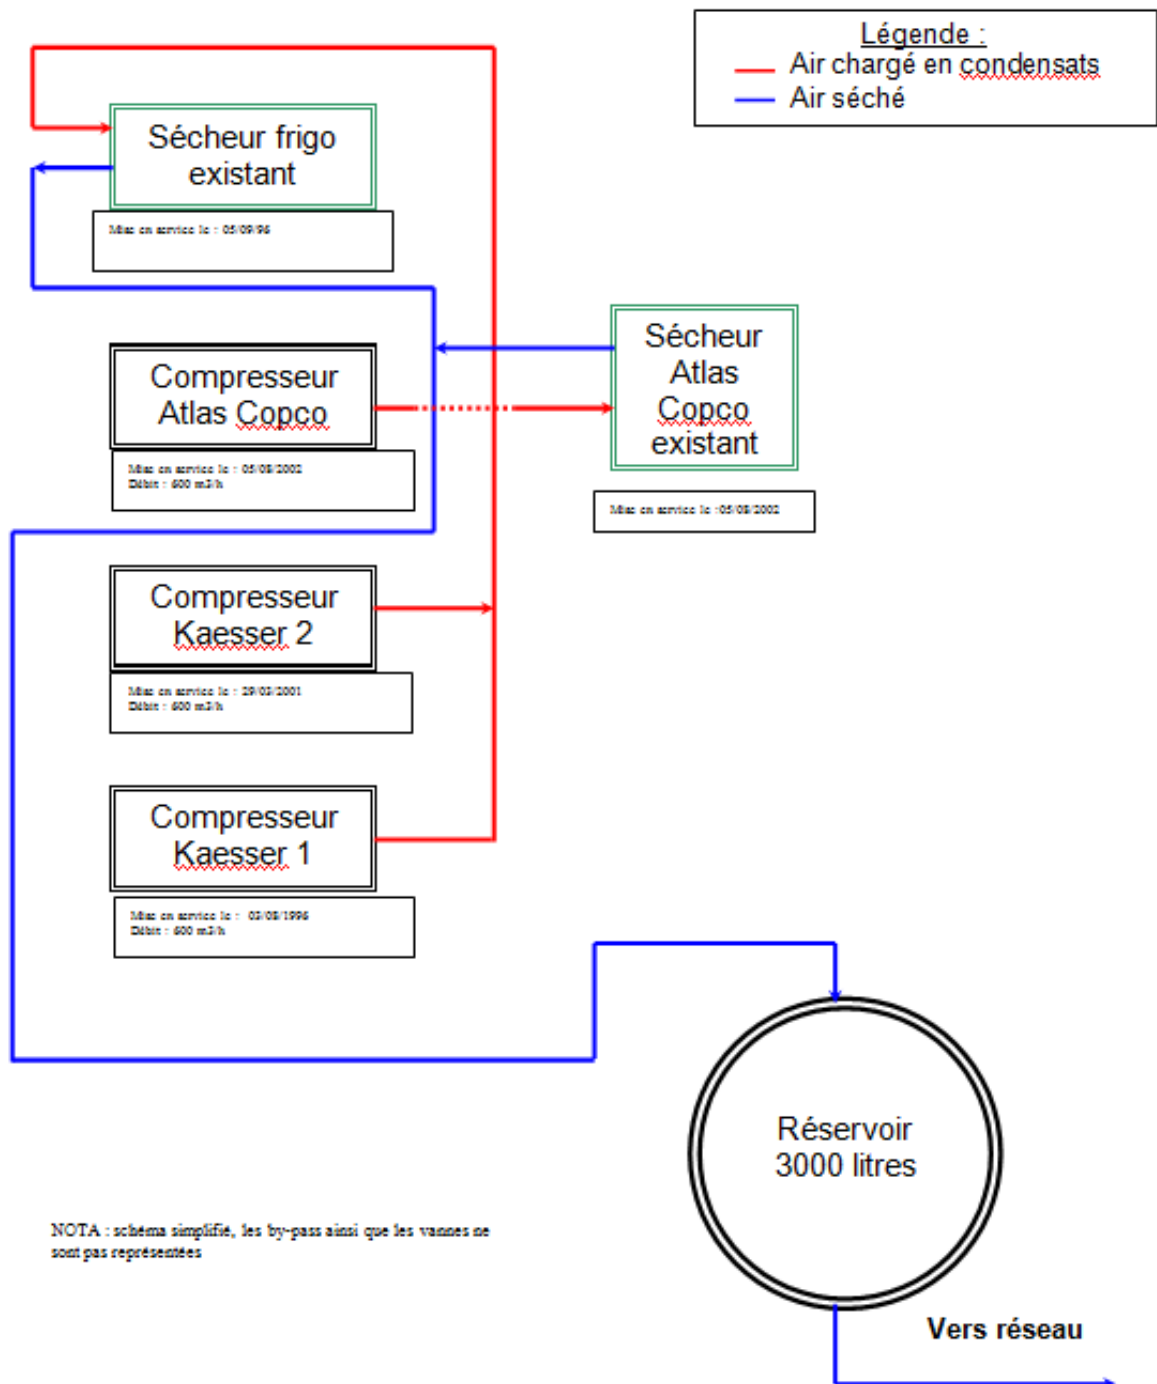 Légende :
Air chargé en condensats
Air séché
Sécheur frigo
existant
Mise en service le : 05/09/96
Sécheur
Atlas
Copco
existant
Mise en service le :05/08/2002
Compresseur
Atlas Copco
Mise en service le : 05/08/2002
Débit : 600 m3/h
Compresseur
Kaesser 2
Mise en service le : 29/03/2001
Débit : 600 m3/h
Compresseur
Kaesser 1
Mise en service le : 03/08/1996
Débit : 600 m3/h
Réservoir
3000 litres
NOTA : schéma simplifié, les by-pass ainsi que les vannes ne
sont pas représentées
Vers réseau